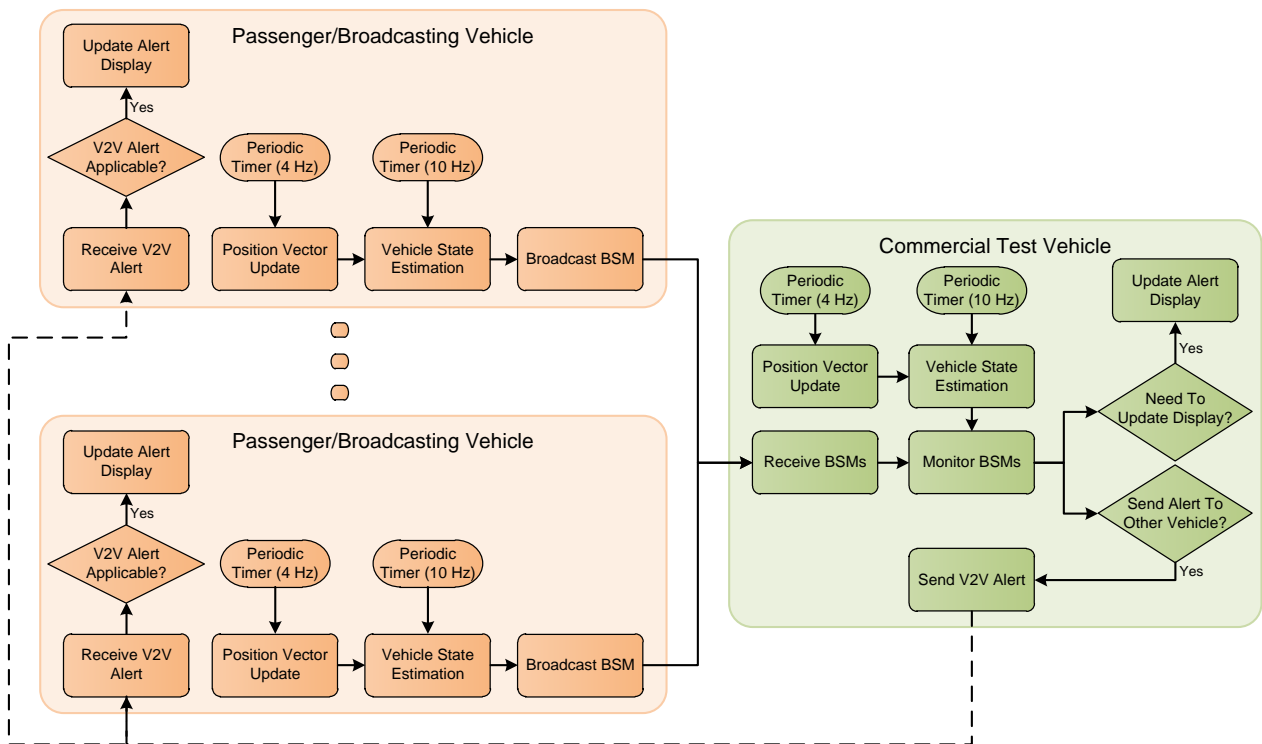 Passenger/Broadcasting Vehicle
Update Alert
Display
Yes
V2V Alert
Applicable?
Receive V2V
Alert
Periodic
Timer (4 Hz)
Periodic
Timer (10 Hz)
Position Vector
Update
Vehicle State
Estimation
Broadcast BSM
Passenger/Broadcasting Vehicle
Update Alert
Display
Yes
V2V Alert
Applicable?
Receive V2V
Alert
Periodic
Timer (4 Hz)
Periodic
Timer (10 Hz)
Position Vector
Update
Vehicle State
Estimation
Broadcast BSM
Commercial Test Vehicle
Periodic
Timer (4 Hz)
Periodic
Timer (10 Hz)
Update Alert
Display
Yes
Position Vector
Update
Vehicle State
Estimation
Need To
Update Display?
Receive BSMs
Monitor BSMs
Send Alert To
Other Vehicle?
Yes
Send V2V Alert